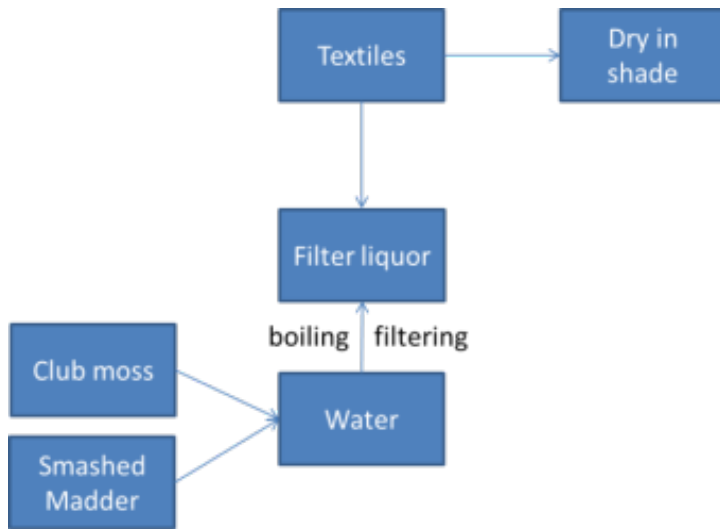 Textiles
Dry in
shade
Filter liquor
boiling filtering
Club moss
Water
Smashed
Madder